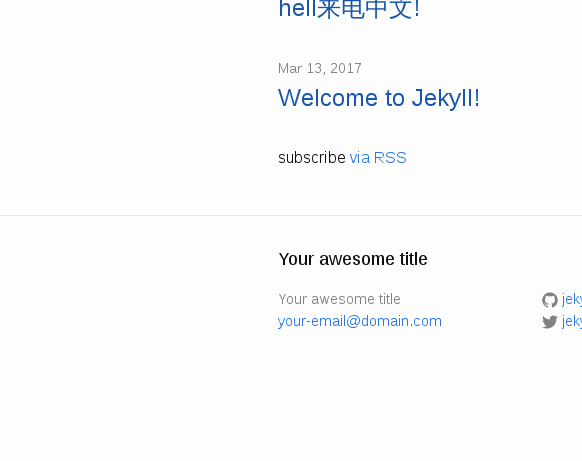 hell来电中文!
Mar 13, 2017
Welcome to Jekyll!
subscribe via RSS
Your awesome title
Your awesome title
your-email@domain.com
jeky
jeky